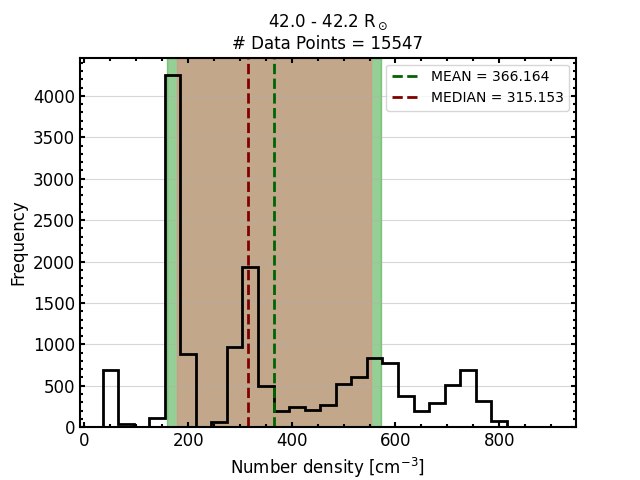 42.0 - 42.2 R⊙
# Data Points = 15547
MEAN = 366.164
MEDIAN = 315.153
Frequency
4000
3500
3000
2500
2000
1500
1000
500
0
0 200 400 600 800
Number density [cm⁻³]